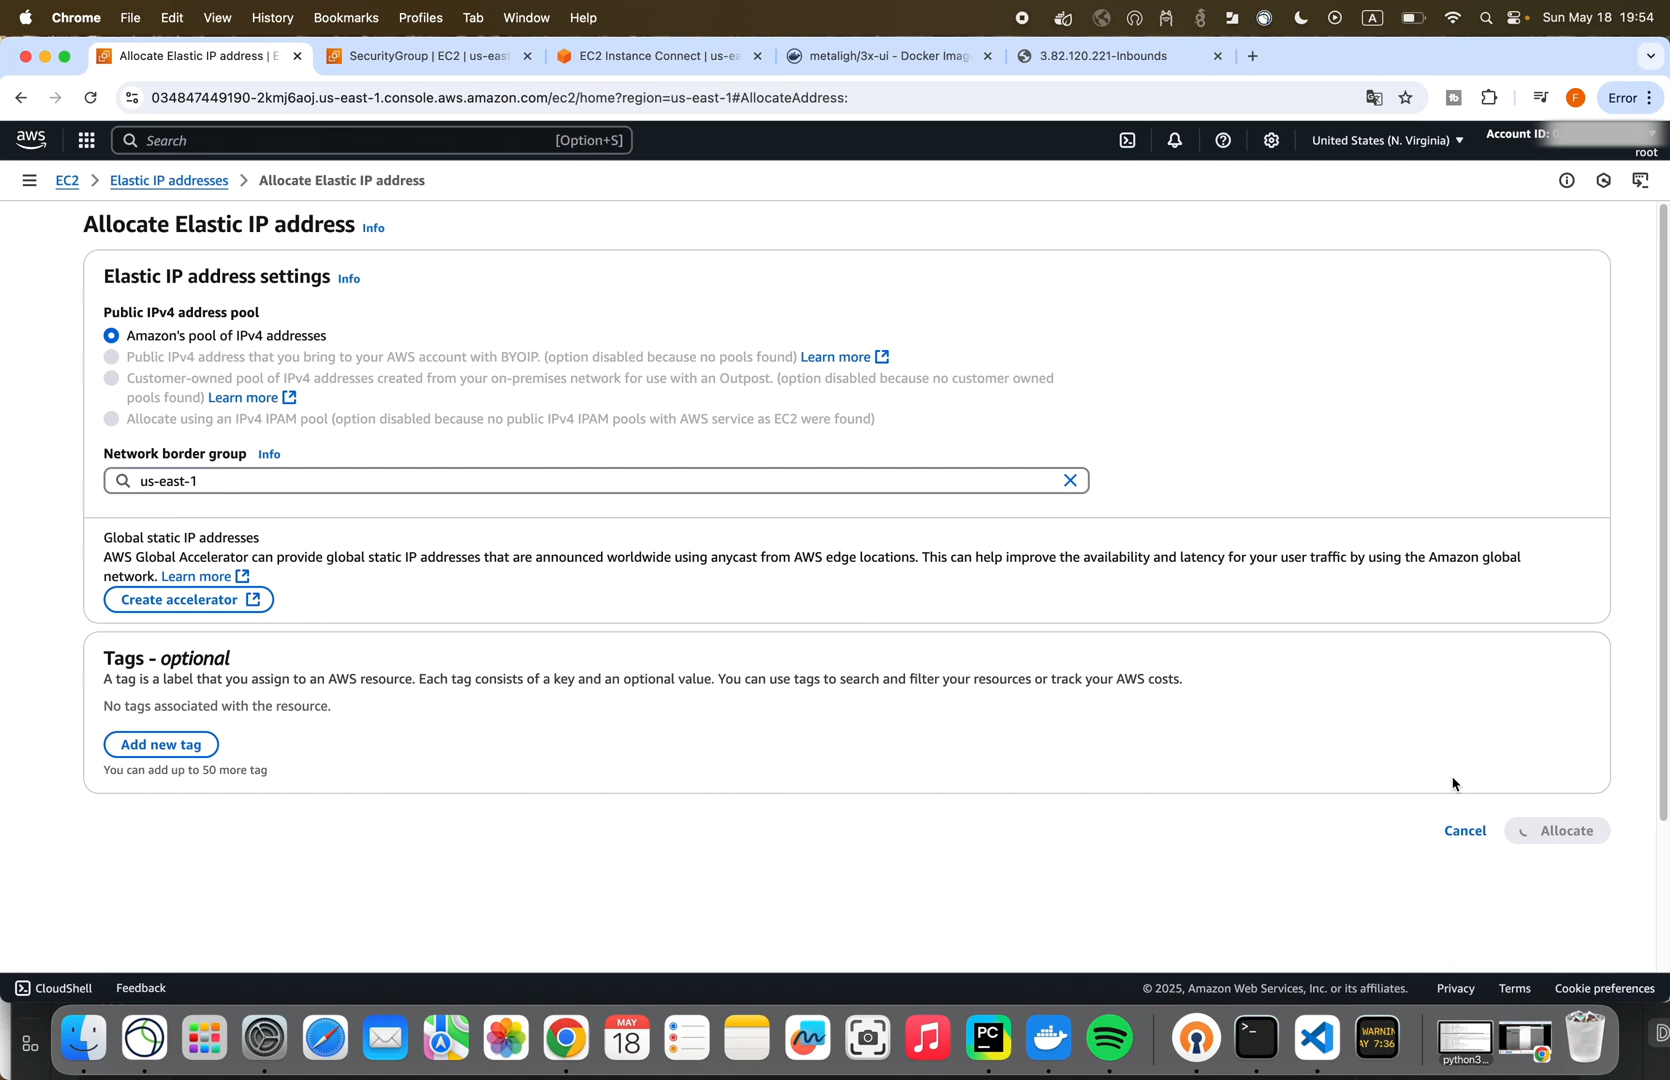 Chrome File Edit View History Bookmarks Profiles Tab Window Help
A
Sun May 18 19:54
Allocate Elastic IP address | E
SecurityGroup | EC2 | us-east
EC2 Instance Connect | us-ea
metaligh/3x-ui - Docker Imag
3.82.120.221-Inbounds
034847449190-2kmj6aoj.us-east-1.console.aws.amazon.com/ec2/home?region=us-east-1#AllocateAddress:
F
Error
aws
Search
[Option+S]
United States (N. Virginia)
Account ID:
root
EC2 > Elastic IP addresses > Allocate Elastic IP address
Allocate Elastic IP address Info
Elastic IP address settings Info
Public IPv4 address pool
Amazon's pool of IPv4 addresses
Public IPv4 address that you bring to your AWS account with BYOIP. (option disabled because no pools found) Learn more
Customer-owned pool of IPv4 addresses created from your on-premises network for use with an Outpost. (option disabled because no customer owned
pools found) Learn more
Allocate using an IPv4 IPAM pool (option disabled because no public IPv4 IPAM pools with AWS service as EC2 were found)
Network border group Info
us-east-1
Global static IP addresses
AWS Global Accelerator can provide global static IP addresses that are announced worldwide using anycast from AWS edge locations. This can help improve the availability and latency for your user traffic by using the Amazon global
network. Learn more
Create accelerator
Tags - optional
A tag is a label that you assign to an AWS resource. Each tag consists of a key and an optional value. You can use tags to search and filter your resources or track your AWS costs.
No tags associated with the resource.
Add new tag
You can add up to 50 more tag
Cancel
Allocate
CloudShell Feedback
© 2025, Amazon Web Services, Inc. or its affiliates.
Privacy Terms Cookie preferences
MAY
18
PC
WARNIN
AY 7:36
python3...